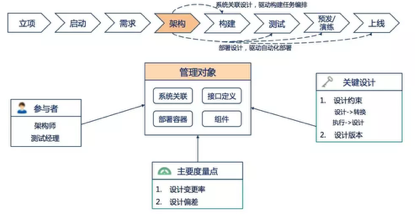 系统关联设计，驱动构建任务编排
立项
启动
需求
架构
构建
测试
预发/
演练
上线
部署设计，驱动自动化部署
管理对象
系统关联
接口定义
部署容器
组件
参与者
架构师
测试经理
关键设计
1. 设计约束
设计->转换
执行->设计
2. 设计版本
主要度量点
1. 设计变更率
2. 设计偏差